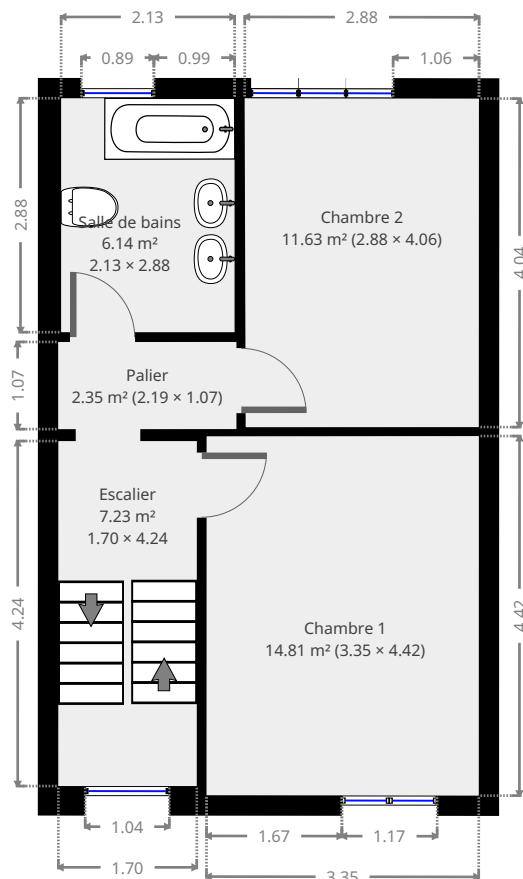 2.13
2.88
0.89
0.99
1.06
2.88
Salle de bains
6.14 m²
2.13 × 2.88
Chambre 2
11.63 m² (2.88 × 4.06)
4.04
1.07
Palier
2.35 m² (2.19 × 1.07)
Escalier
7.23 m²
1.70 × 4.24
4.24
4.42
Chambre 1
14.81 m² (3.35 × 4.42)
1.04
1.67
1.17
1.70
3.35